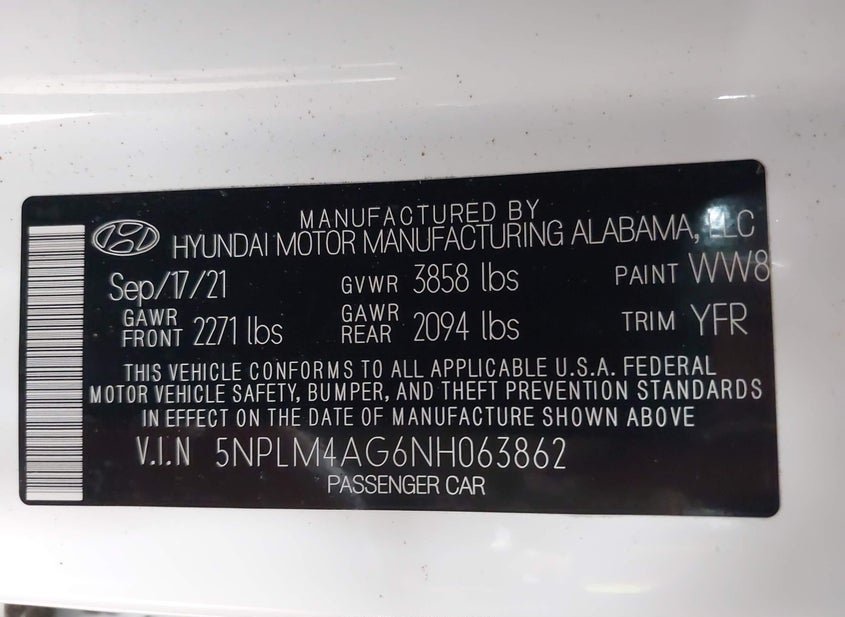 MANUFACTURED BY
HYUNDAI MOTOR MANUFACTURING ALABAMA, LLC
Sep/17/21 GVWR 3858 lbs PAINT WW8
GAWR FRONT 2271 lbs GAWR REAR 2094 lbs TRIM YFR
THIS VEHICLE CONFORMS TO ALL APPLICABLE U.S.A. FEDERAL
MOTOR VEHICLE SAFETY, BUMPER, AND THEFT PREVENTION STANDARDS
IN EFFECT ON THE DATE OF MANUFACTURE SHOWN ABOVE
V.I.N 5NPLM4AG6NH063862
PASSENGER CAR